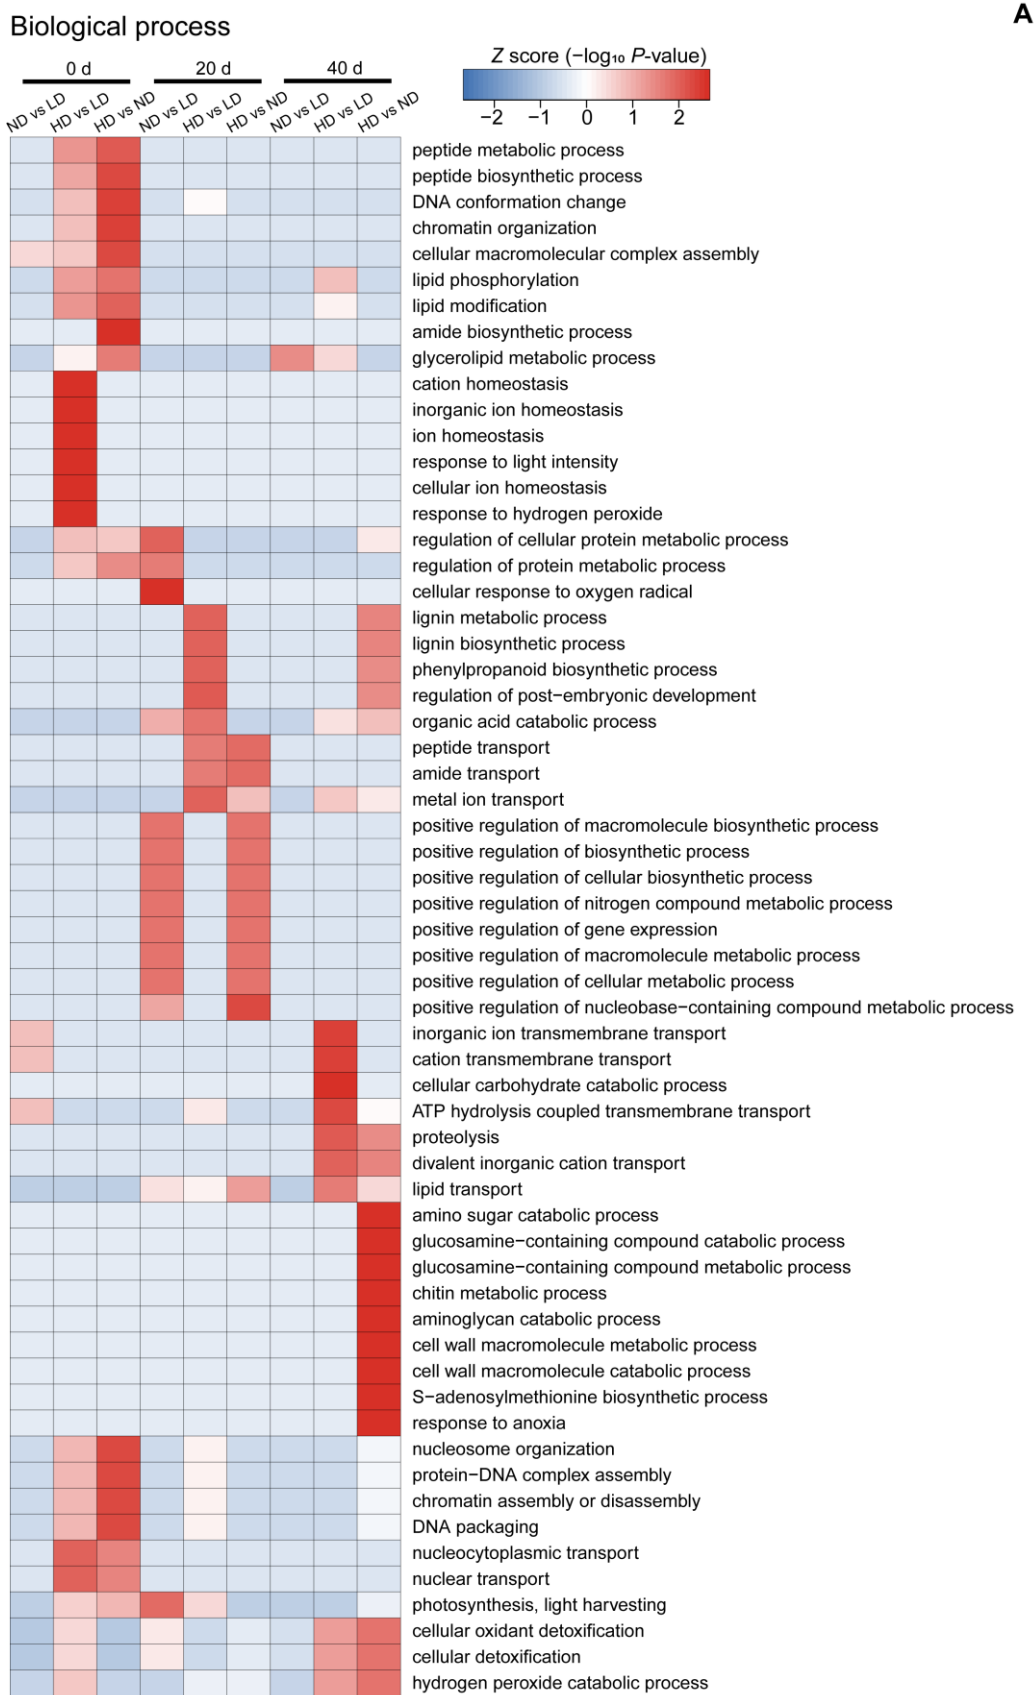 A
Biological process
0 d 20 d 40 d
ND vs LD HD vs LD HD vs ND ND vs LD HD vs LD HD vs ND ND vs LD HD vs LD HD vs ND
Z score (−log₁₀ P-value)
−2 −1 0 1 2
peptide metabolic process
peptide biosynthetic process
DNA conformation change
chromatin organization
cellular macromolecular complex assembly
lipid phosphorylation
lipid modification
amide biosynthetic process
glycerolipid metabolic process
cation homeostasis
inorganic ion homeostasis
ion homeostasis
response to light intensity
cellular ion homeostasis
response to hydrogen peroxide
regulation of cellular protein metabolic process
regulation of protein metabolic process
cellular response to oxygen radical
lignin metabolic process
lignin biosynthetic process
phenylpropanoid biosynthetic process
regulation of post−embryonic development
organic acid catabolic process
peptide transport
amide transport
metal ion transport
positive regulation of macromolecule biosynthetic process
positive regulation of biosynthetic process
positive regulation of cellular biosynthetic process
positive regulation of nitrogen compound metabolic process
positive regulation of gene expression
positive regulation of macromolecule metabolic process
positive regulation of cellular metabolic process
positive regulation of nucleobase−containing compound metabolic process
inorganic ion transmembrane transport
cation transmembrane transport
cellular carbohydrate catabolic process
ATP hydrolysis coupled transmembrane transport
proteolysis
divalent inorganic cation transport
lipid transport
amino sugar catabolic process
glucosamine−containing compound catabolic process
glucosamine−containing compound metabolic process
chitin metabolic process
aminoglycan catabolic process
cell wall macromolecule metabolic process
cell wall macromolecule catabolic process
S−adenosylmethionine biosynthetic process
response to anoxia
nucleosome organization
protein−DNA complex assembly
chromatin assembly or disassembly
DNA packaging
nucleocytoplasmic transport
nuclear transport
photosynthesis, light harvesting
cellular oxidant detoxification
cellular detoxification
hydrogen peroxide catabolic process